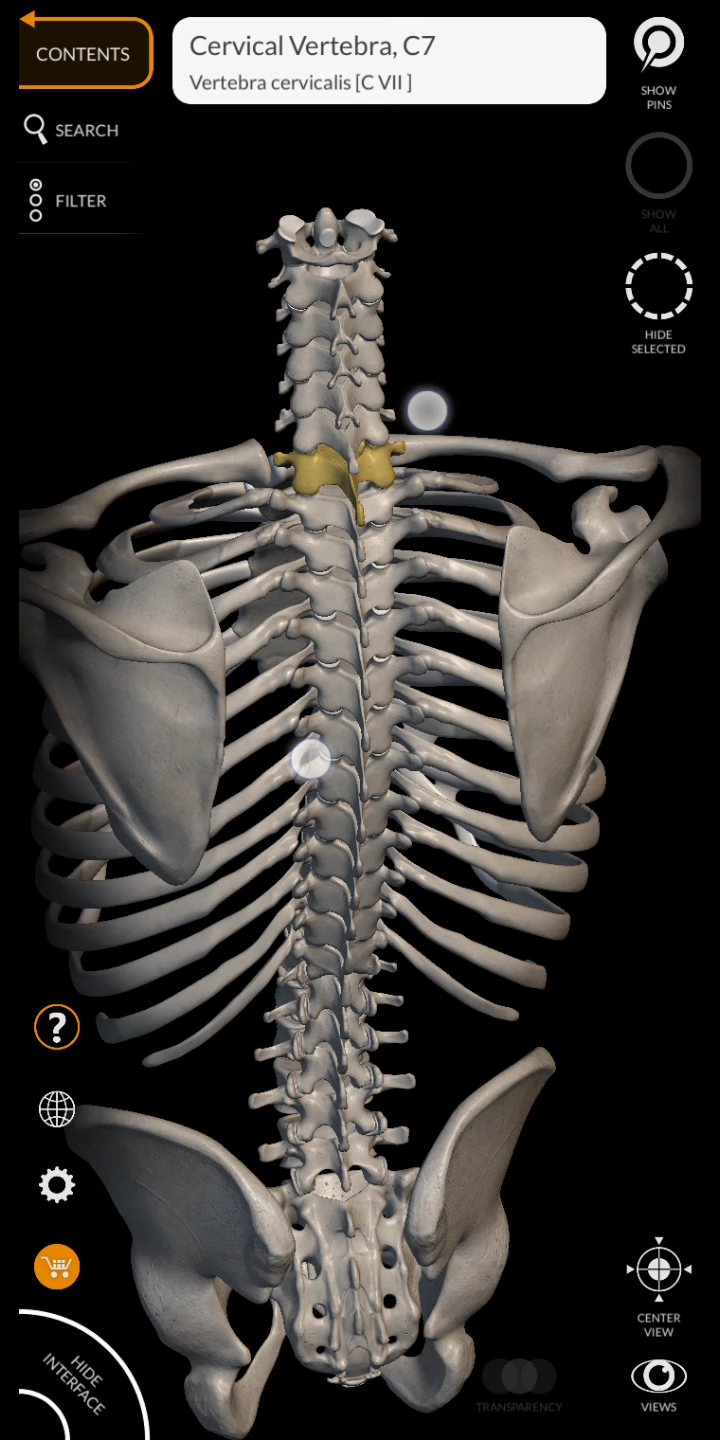 CONTENTS
Cervical Vertebra, C7
Vertebra cervicalis [C VII ]
SHOW
PINS
SEARCH
FILTER
SHOW
ALL
HIDE
SELECTED
?
CENTER
VIEW
HIDE
INTERFACE
TRANSPARENCY
VIEWS